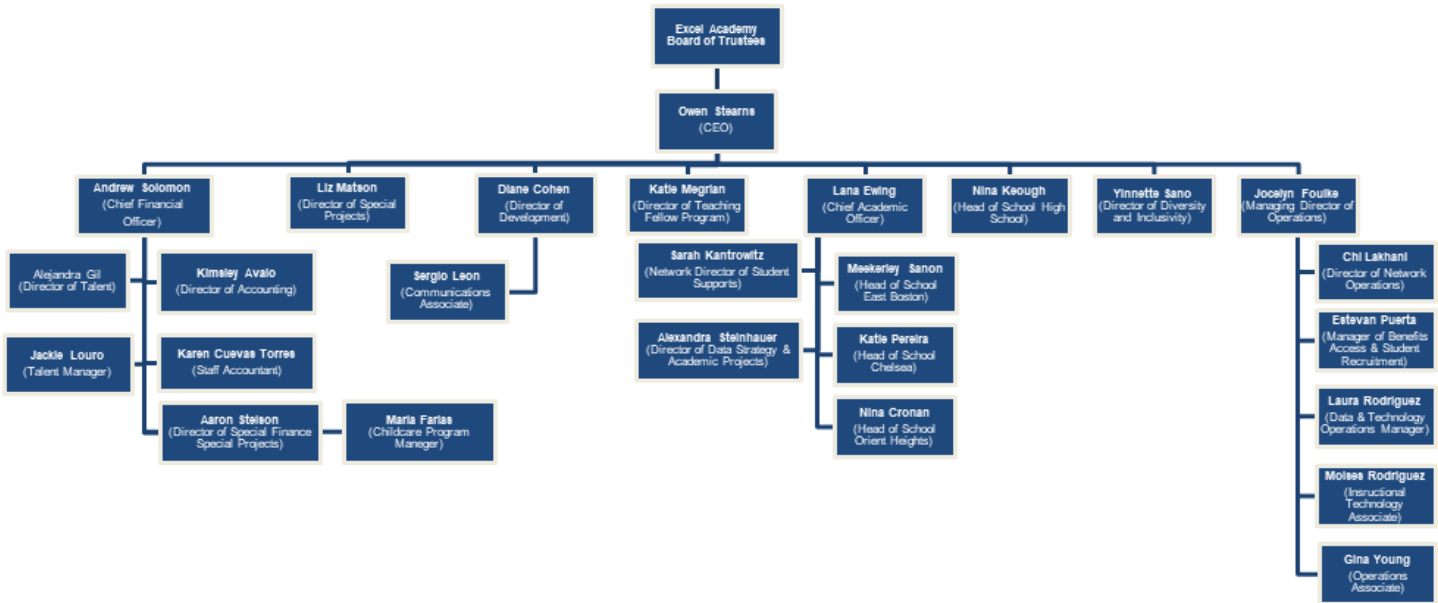 Excel Academy
Board of Trustees
Owen Stearns
(CEO)
Andrew Solomon
(Chief Financial
Officer)
Liz Matson
(Director of Special
Projects)
Diane Cohen
(Director of
Development)
Katie Megrian
(Director of Teaching
Fellow Program)
Lana Ewing
(Chief Academic
Officer)
Nina Keough
(Head of School High
School)
Yinnette Sano
(Director of Diversity
and Inclusivity)
Jocelyn Foulke
(Managing Director of
Operations)
Alejandra Gil
(Director of Talent)
Kimsley Avalo
(Director of Accounting)
Jackie Louro
(Talent Manager)
Karen Cuevas Torres
(Staff Accountant)
Aaron Stelson
(Director of Special Finance
Special Projects)
Maria Farias
(Childcare Program
Manager)
Sergio Leon
(Communications
Associate)
Sarah Kantrowitz
(Network Director of Student
Supports)
Alexandra Steinhauer
(Director of Data Strategy &
Academic Projects)
Meekerley Sanon
(Head of School
East Boston)
Katie Pereira
(Head of School
Chelsea)
Nina Cronan
(Head of School
Orient Heights)
Chi Lakhani
(Director of Network
Operations)
Estevan Puerta
(Manager of Benefits
Access & Student
Recruitment)
Laura Rodriguez
(Data & Technology
Operations Manager)
Moises Rodriguez
(Insructional
Technology
Associate)
Gina Young
(Operations
Associate)